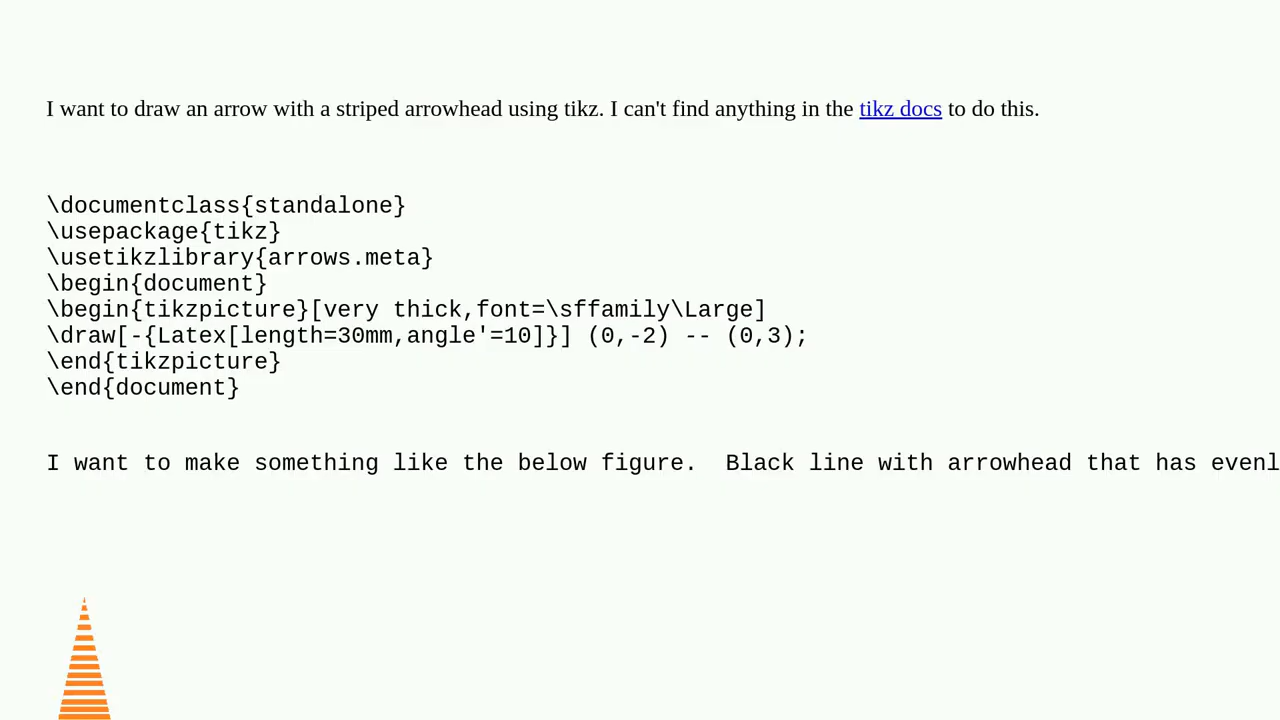 I want to draw an arrow with a striped arrowhead using tikz. I can't find anything in the tikz docs to do this.
\documentclass{standalone}
\usepackage{tikz}
\usetikzlibrary{arrows.meta}
\begin{document}
\begin{tikzpicture}[very thick,font=\sffamily\Large]
\draw[-{Latex[length=30mm,angle'=10]}] (0,-2) -- (0,3);
\end{tikzpicture}
\end{document}
I want to make something like the below figure.  Black line with arrowhead that has evenl